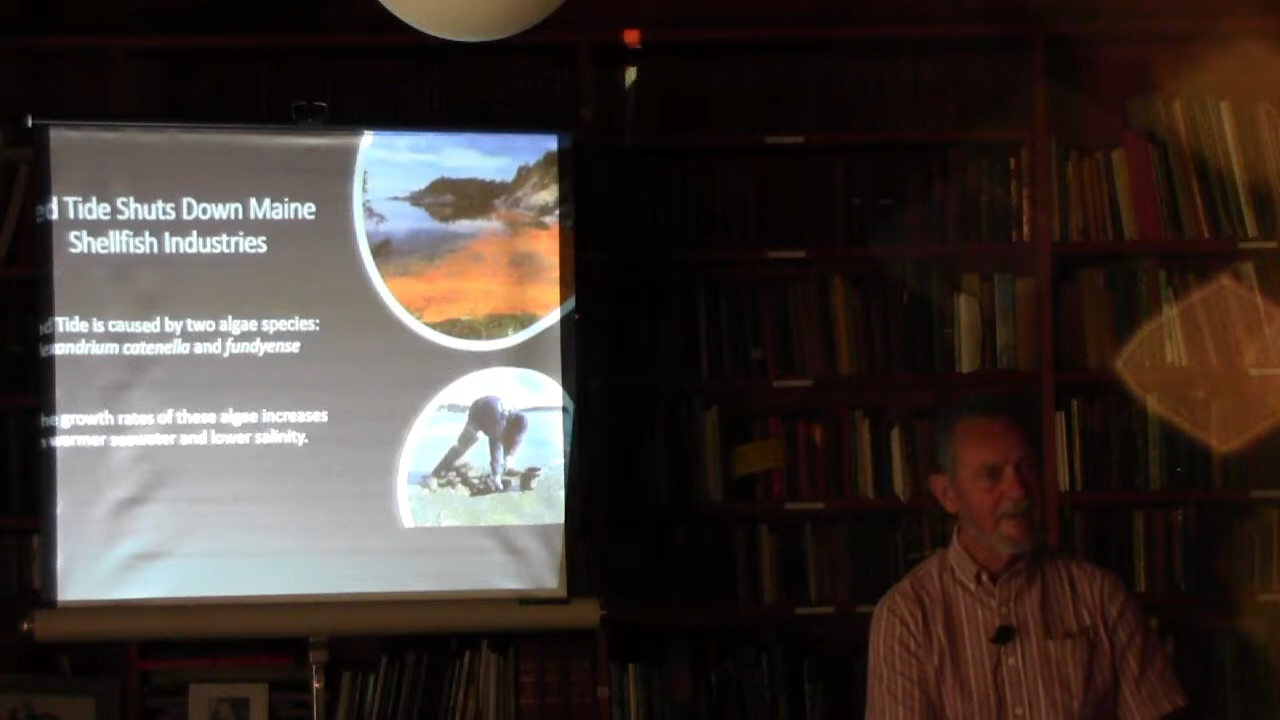 ed Tide Shuts Down Maine
Shellfish Industries
ed Tide is caused by two algae species:
exandrium catenella and fundyense
he growth rates of these algae increases
warmer seawater and lower salinity.